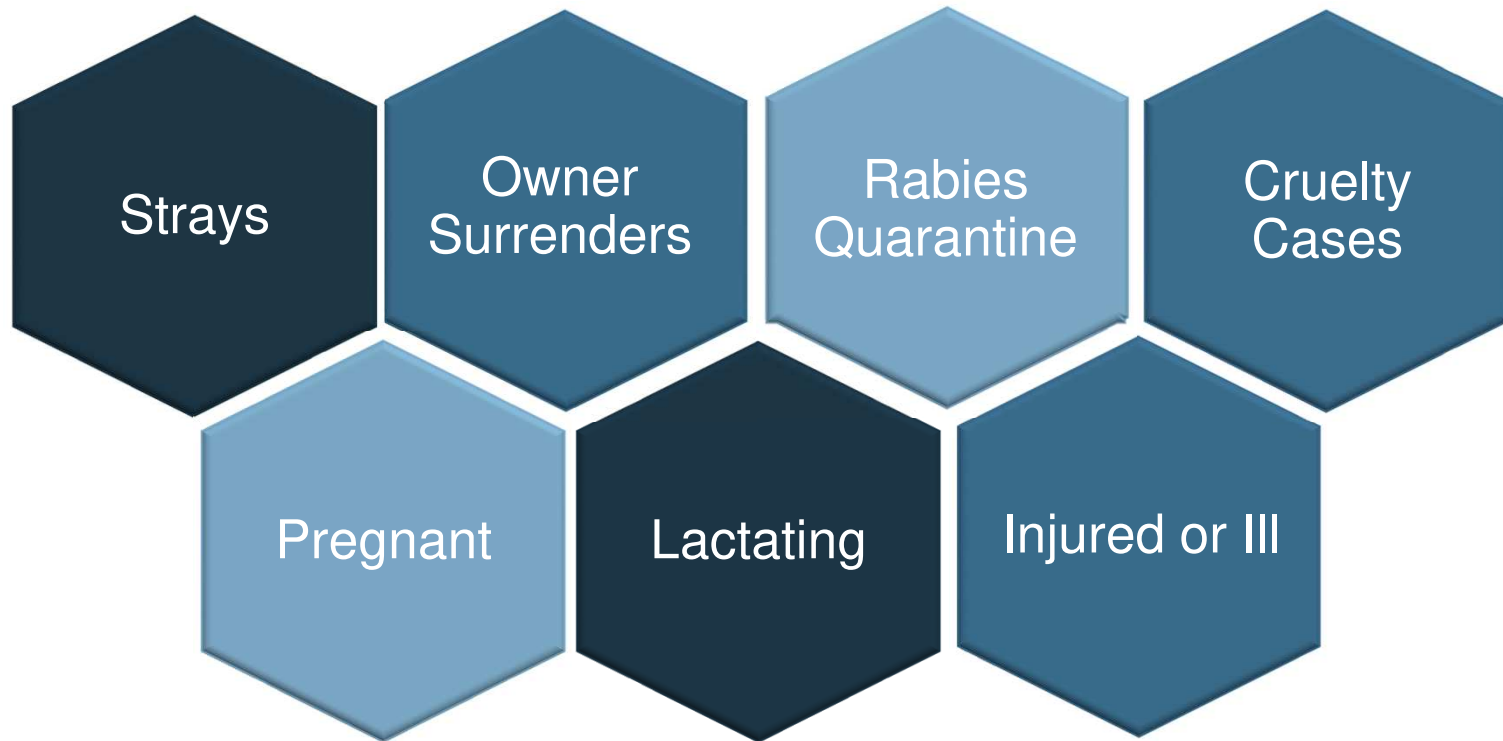 Strays
Owner
Surrenders
Rabies
Quarantine
Cruelty
Cases
Pregnant
Lactating
Injured or Ill